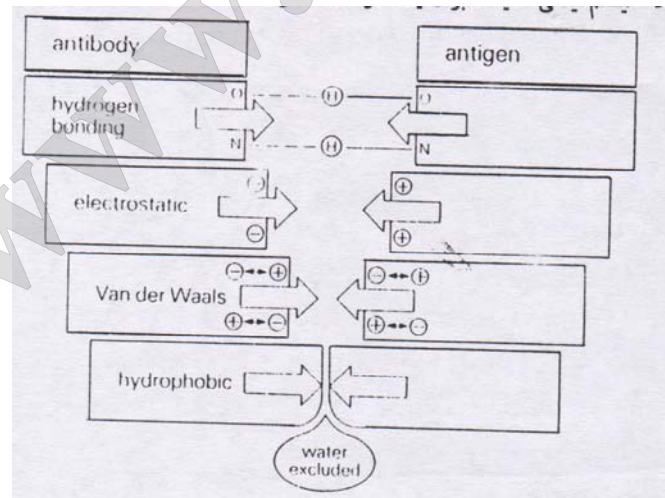 antibody
antigen
hydrogen
bonding
O
H
O
N
H
N
electrostatic
⊖
⊕
⊖
⊕
Van der Waals
⊖↔⊕
⊖↔⊕
⊕↔⊖
⊕↔⊖
hydrophobic
water
excluded